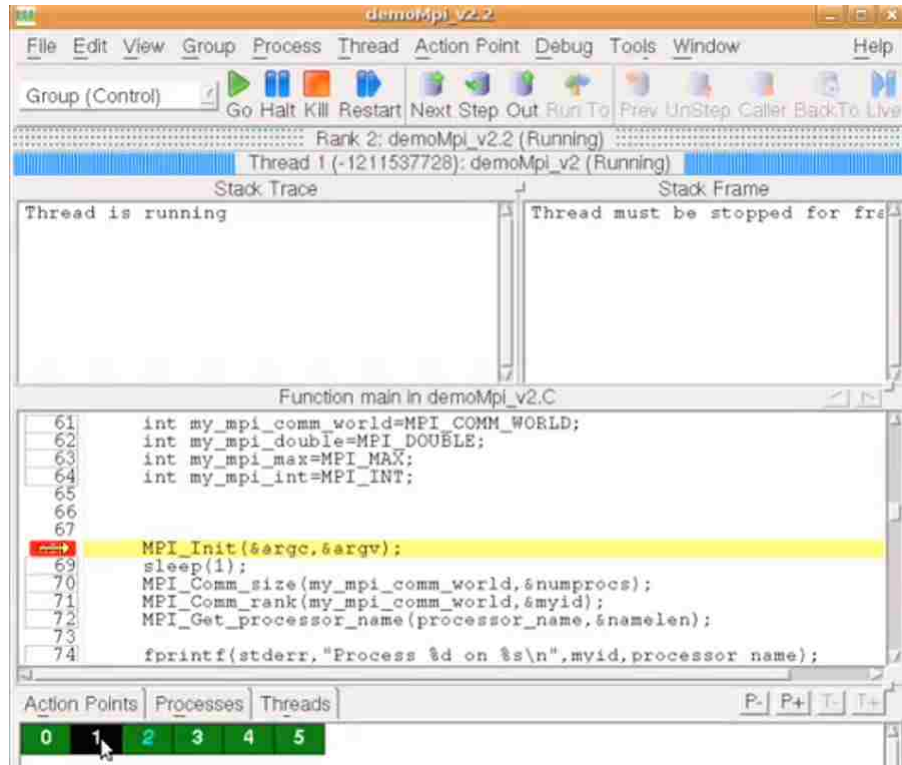 demoMpi_v2.2
File Edit View Group Process Thread Action Point Debug Tools Window Help
Group (Control) Go Halt Kill Restart Next Step Out Run To Prev UnStep Caller BackTo Live
Rank 2: demoMpi_v2.2 (Running)
Thread 1 (-1211537728): demoMpi_v2 (Running)
Stack Trace Stack Frame
Thread is running Thread must be stopped for fra
Function main in demoMpi_v2.C
61 int my_mpi_comm_world=MPI_COMM_WORLD;
62 int my_mpi_double=MPI_DOUBLE;
63 int my_mpi_max=MPI_MAX;
64 int my_mpi_int=MPI_INT;
65
66
67
MPI_Init(&argc,&argv);
69 sleep(1);
70 MPI_Comm_size(my_mpi_comm_world,&numprocs);
71 MPI_Comm_rank(my_mpi_comm_world,&myid);
72 MPI_Get_processor_name(processor_name,&namelen);
73
74 fprintf(stderr,"Process %d on %s\n",myid,processor name);
Action Points Processes Threads P- P+ T- T+
0 1 2 3 4 5